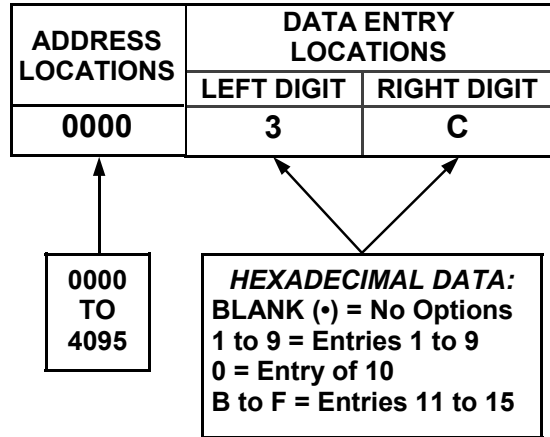 ADDRESS
LOCATIONS
DATA ENTRY
LOCATIONS
LEFT DIGIT
RIGHT DIGIT
0000
3
C
0000
TO
4095
HEXADECIMAL DATA:
BLANK (•) = No Options
1 to 9 = Entries 1 to 9
0 = Entry of 10
B to F = Entries 11 to 15